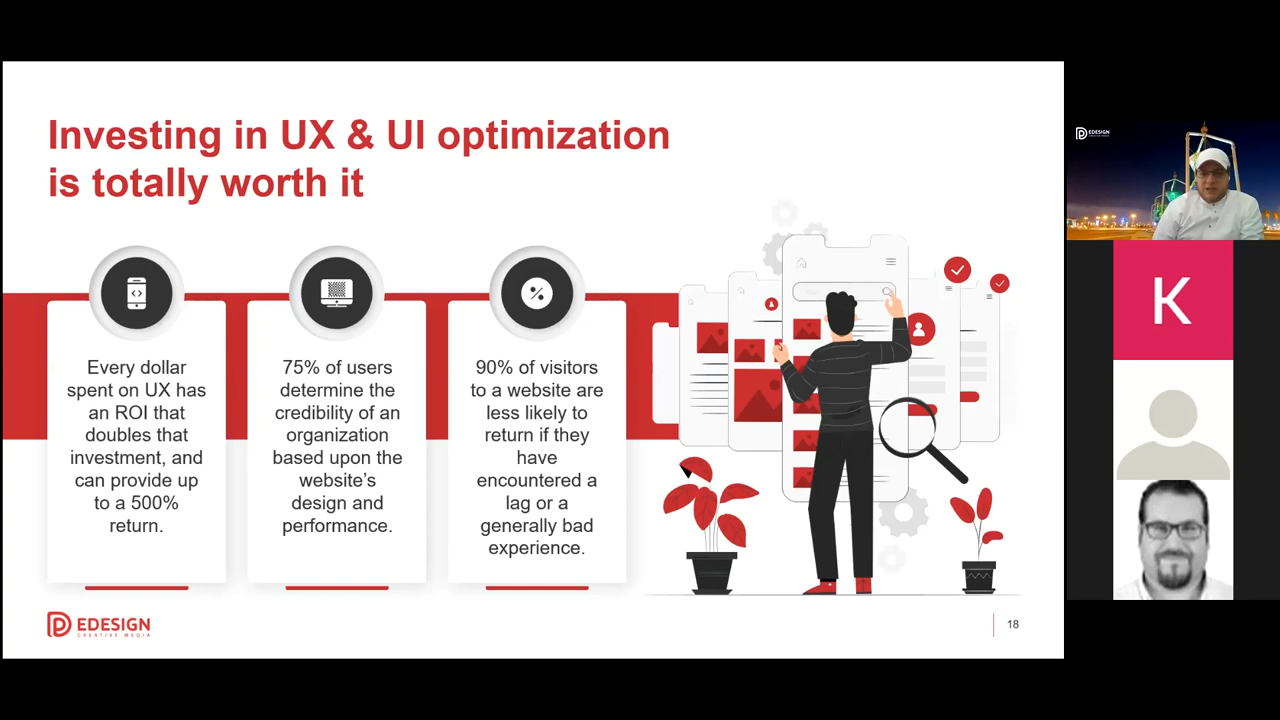 Investing in UX & UI optimization
is totally worth it
Every dollar
spent on UX has
an ROI that
doubles that
investment, and
can provide up
to a 500%
return.
75% of users
determine the
credibility of an
organization
based upon the
website's
design and
performance.
90% of visitors
to a website are
less likely to
return if they
have
encountered a
lag or a
generally bad
experience.
EDESIGN
CREATIVE MEDIA
18
EDESIGN
K